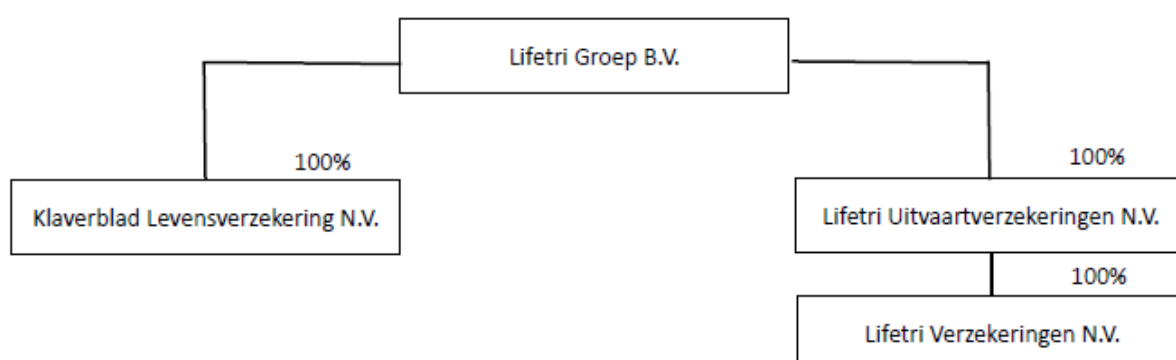 Lifetri Groep B.V.
100%
100%
Klaverblad Levensverzekering N.V.
Lifetri Uitvaartverzekeringen N.V.
100%
Lifetri Verzekeringen N.V.